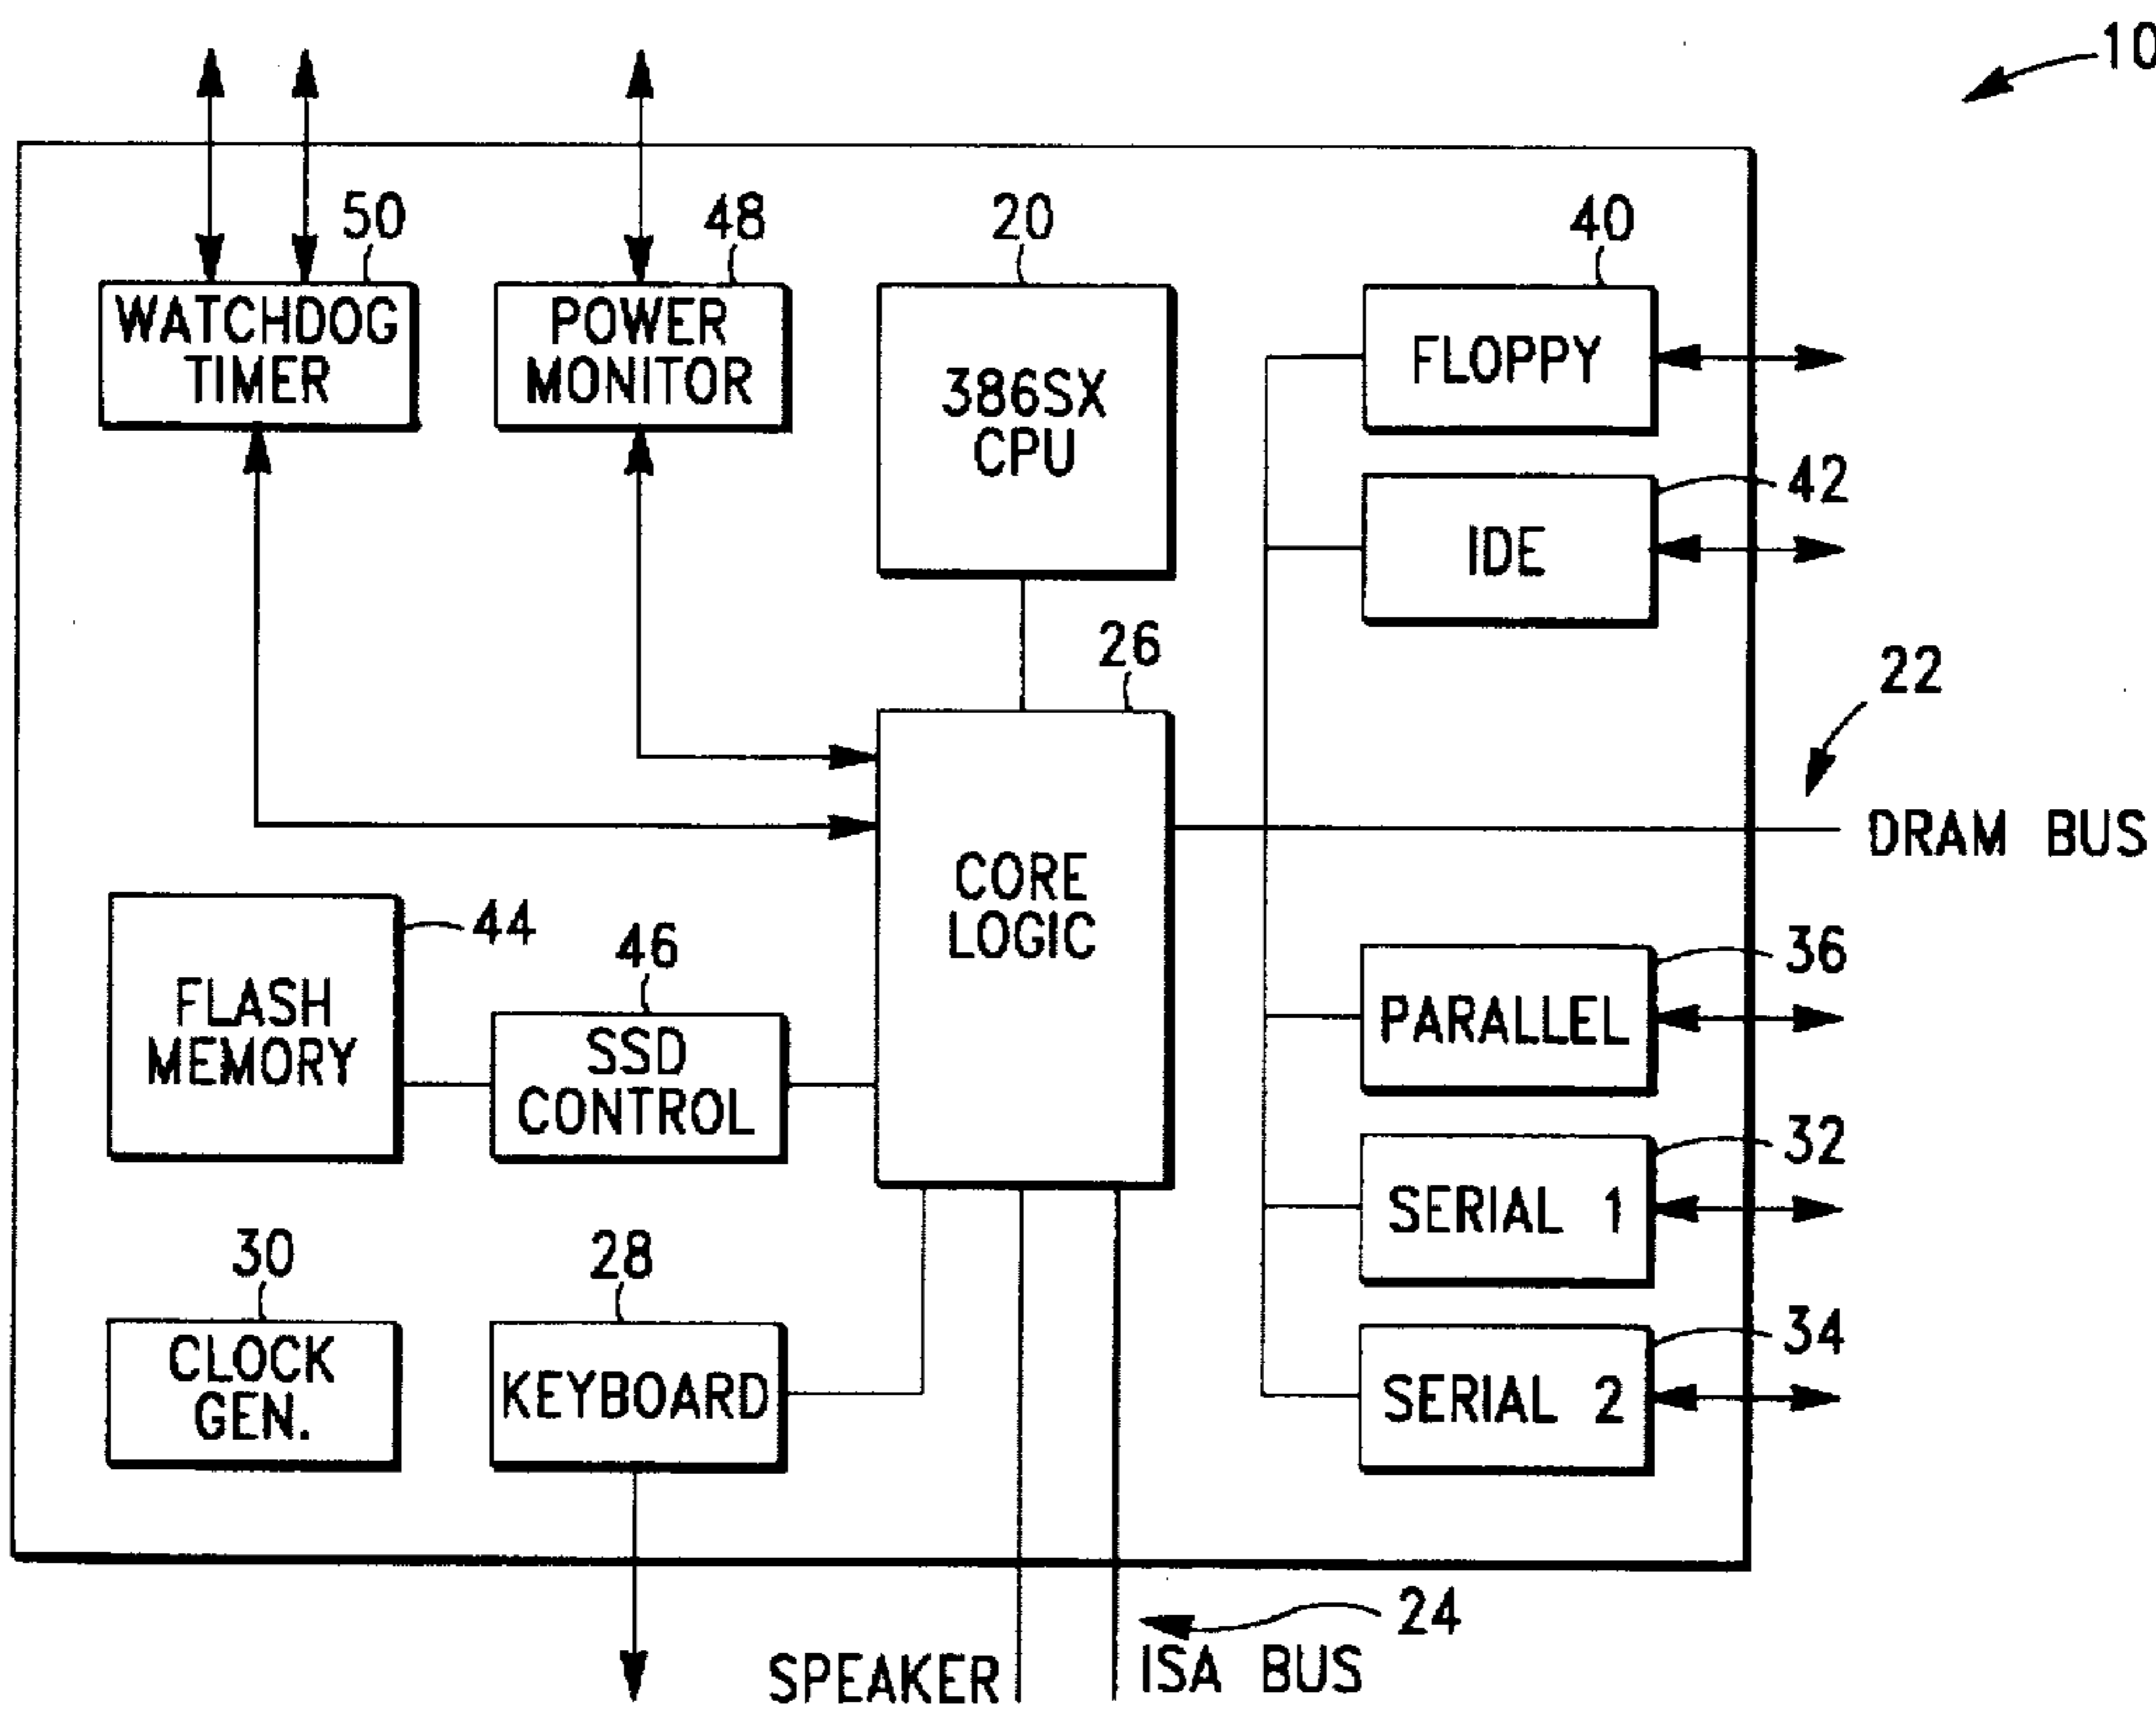 10
50
48
20
40
WATCHDOG
TIMER
POWER
MONITOR
386SX
CPU
FLOPPY
42
IDE
26
22
DRAM BUS
CORE
LOGIC
44
46
36
FLASH
MEMORY
SSD
CONTROL
PARALLEL
32
SERIAL 1
30
28
34
CLOCK
GEN.
KEYBOARD
SERIAL 2
24
SPEAKER
ISA BUS